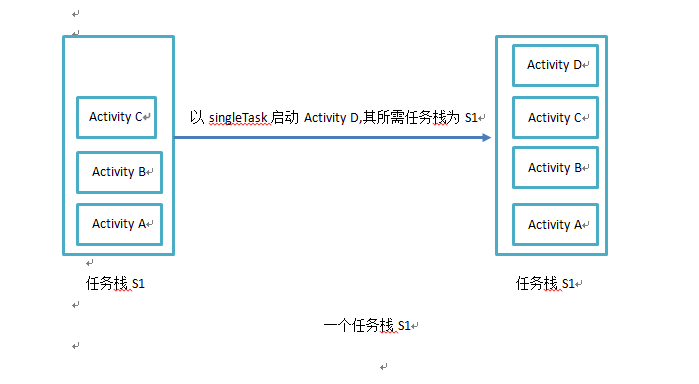 Activity D
Activity C
以 singleTask 启动 Activity D,其所需任务栈为 S1
Activity C
Activity B
Activity B
Activity A
Activity A
任务栈 S1
任务栈 S1
一个任务栈 S1